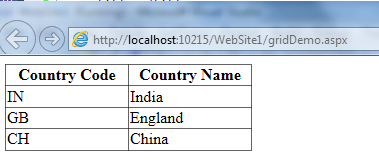 http://localhost:10215/WebSite1/gridDemo.aspx
Country Code Country Name
IN India
GB England
CH China